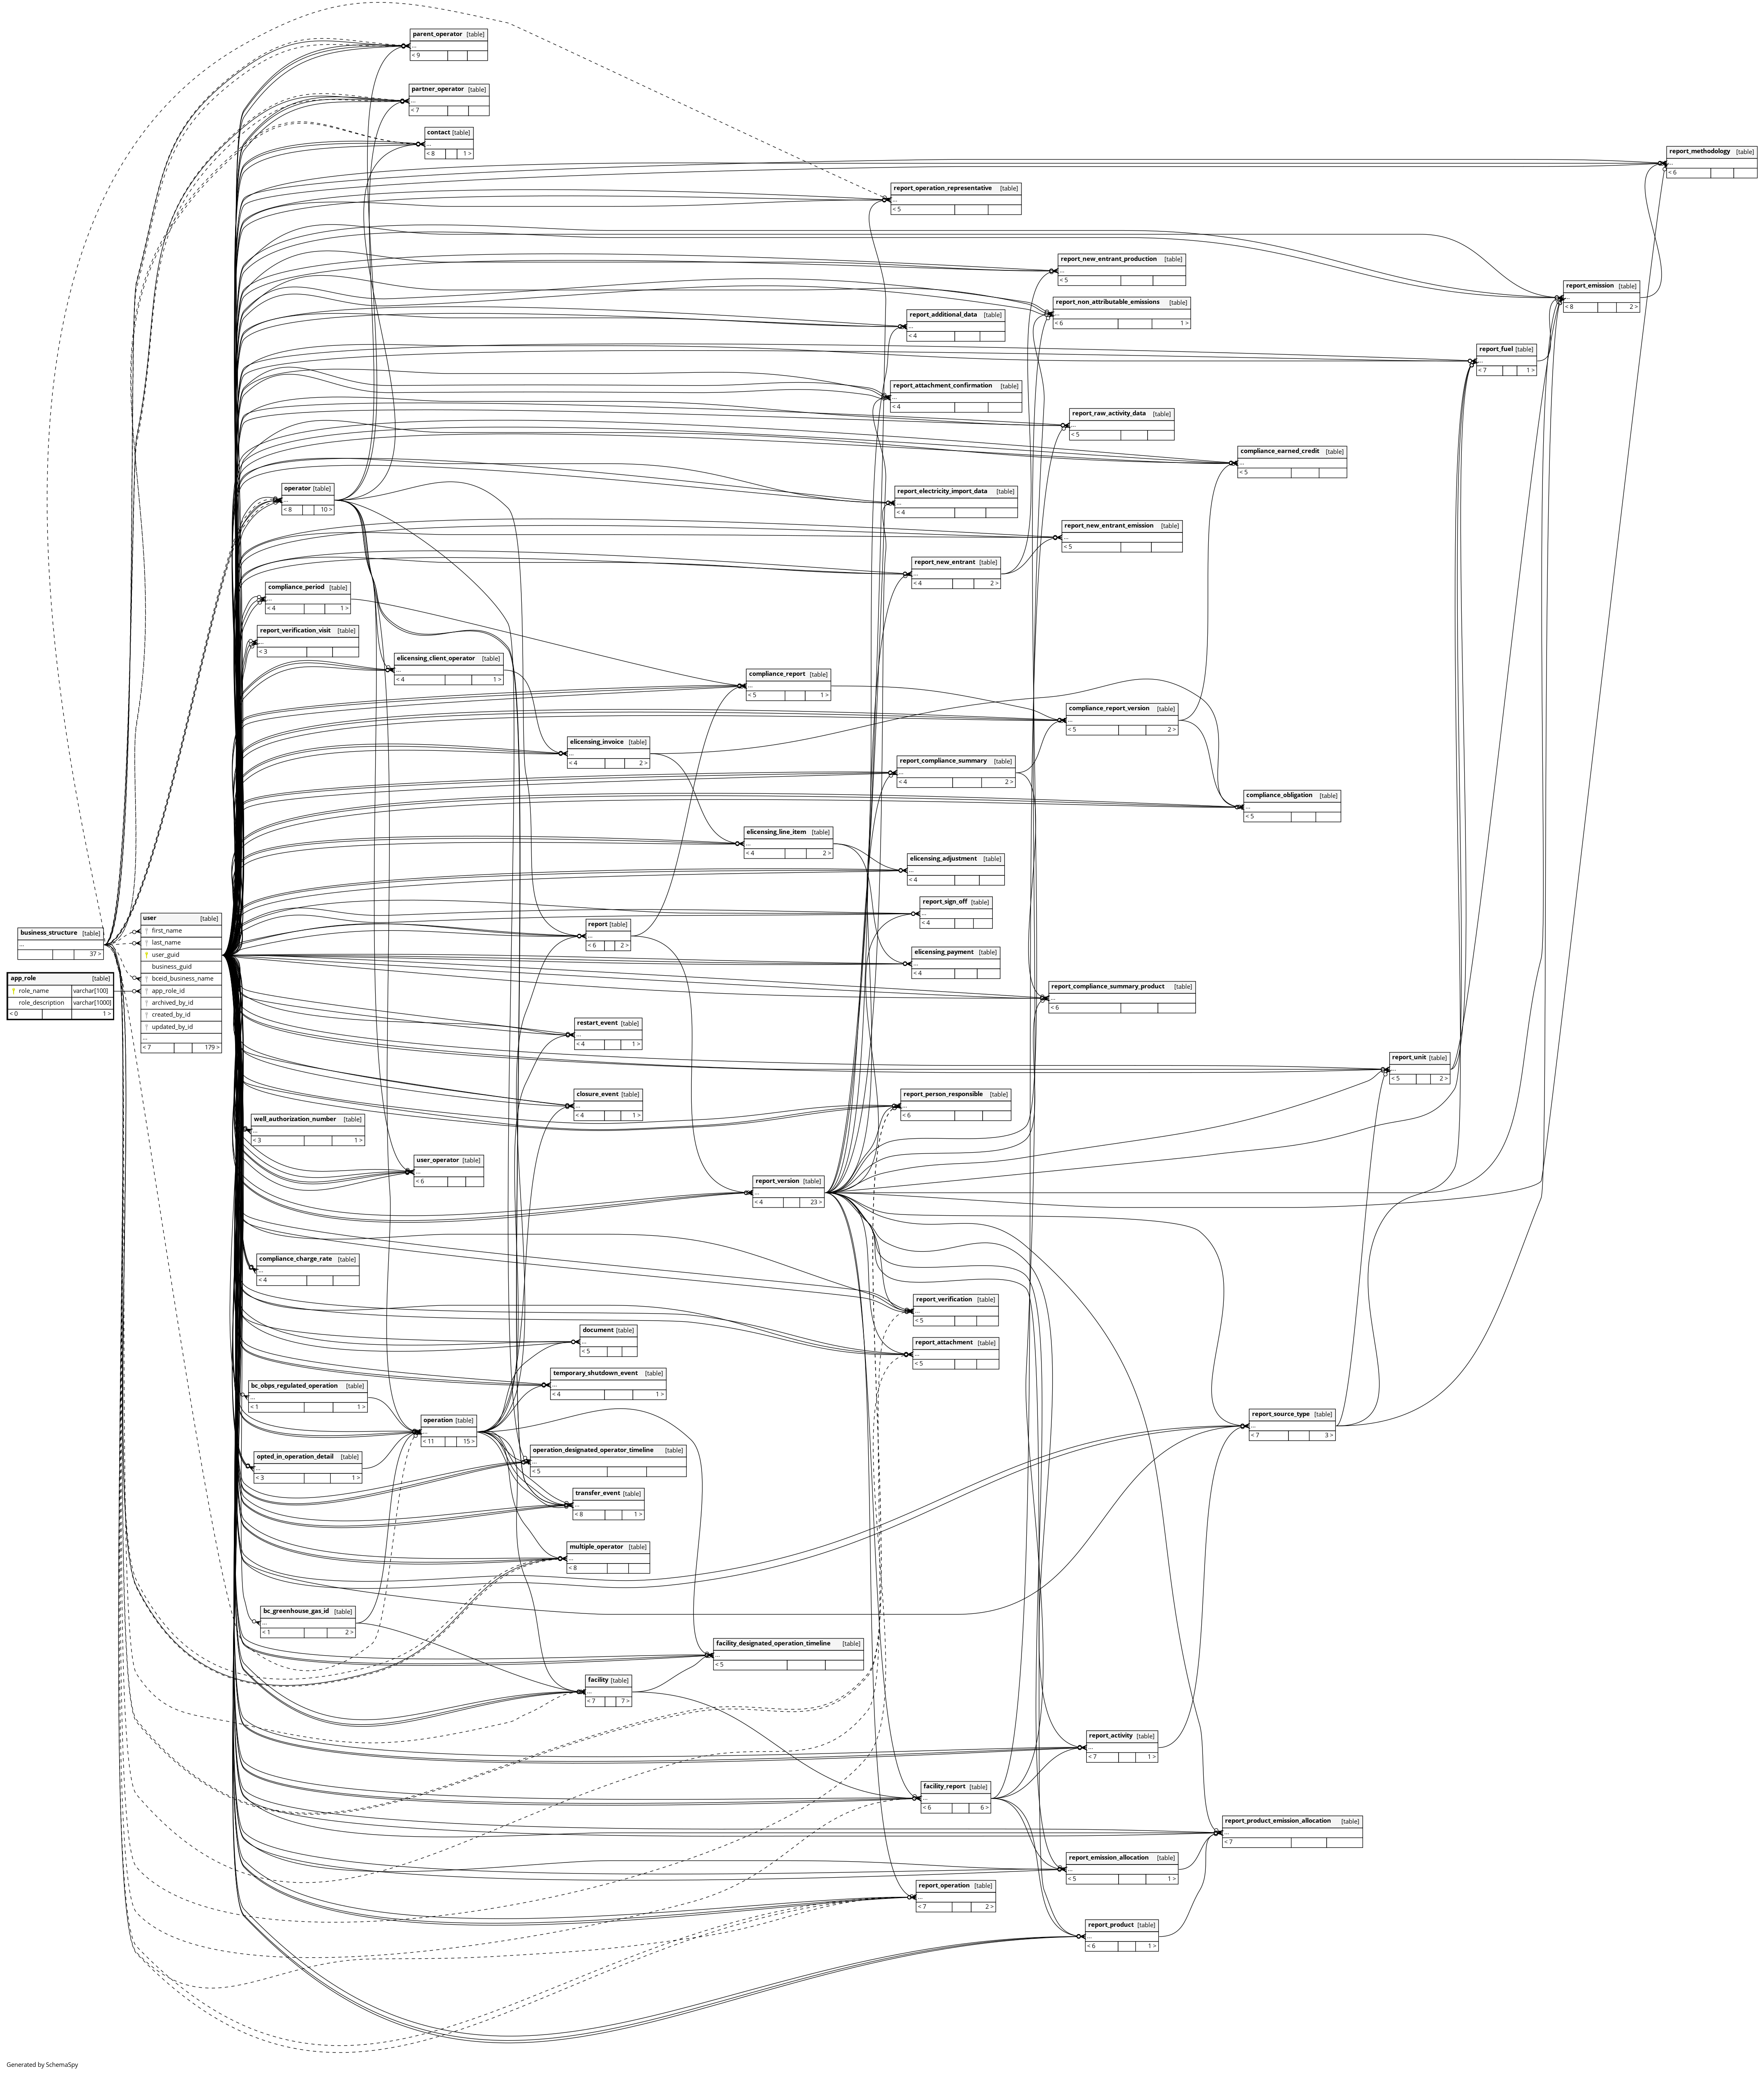 parent_operator [table]
...
< 9
partner_operator [table]
...
< 7
contact [table]
...
< 8 1 >
report_methodology [table]
...
< 6
report_operation_representative [table]
...
< 5
report_new_entrant_production [table]
...
< 5
report_emission [table]
...
< 8 2 >
report_non_attributable_emissions [table]
...
< 6 1 >
report_additional_data [table]
...
< 4
report_fuel [table]
...
< 7 1 >
report_attachment_confirmation [table]
...
< 4
report_raw_activity_data [table]
...
< 5
compliance_earned_credit [table]
...
< 5
operator [table]
...
< 8 10 >
report_electricity_import_data [table]
...
< 4
report_new_entrant_emission [table]
...
< 5
report_new_entrant [table]
...
< 4 2 >
compliance_period [table]
...
< 4 1 >
report_verification_visit [table]
...
< 3
elicensing_client_operator [table]
...
< 4 1 >
compliance_report [table]
...
< 5 1 >
compliance_report_version [table]
...
< 5 2 >
elicensing_invoice [table]
...
< 4 2 >
report_compliance_summary [table]
...
< 4 2 >
compliance_obligation [table]
...
< 5
elicensing_line_item [table]
...
< 4 2 >
elicensing_adjustment [table]
...
< 4
report_sign_off [table]
...
< 4
report [table]
...
< 6 2 >
business_structure [table]
...
37 >
user [table]
first_name
last_name
user_guid
business_guid
bceid_business_name
app_role_id
archived_by_id
created_by_id
updated_by_id
...
< 7 179 >
app_role [table]
role_name varchar[100]
role_description varchar[1000]
< 0 1 >
elicensing_payment [table]
...
< 4
report_compliance_summary_product [table]
...
< 6
restart_event [table]
...
< 4 1 >
report_unit [table]
...
< 5 2 >
closure_event [table]
...
< 4 1 >
report_person_responsible [table]
...
< 6
well_authorization_number [table]
...
< 3 1 >
user_operator [table]
...
< 6
report_version [table]
...
< 4 23 >
compliance_charge_rate [table]
...
< 4
report_verification [table]
...
< 5
document [table]
...
< 5
report_attachment [table]
...
< 5
temporary_shutdown_event [table]
...
< 4 1 >
bc_obps_regulated_operation [table]
...
< 1 1 >
operation [table]
...
< 11 15 >
report_source_type [table]
...
< 7 3 >
opted_in_operation_detail [table]
...
< 3 1 >
operation_designated_operator_timeline [table]
...
< 5
transfer_event [table]
...
< 8 1 >
multiple_operator [table]
...
< 8
bc_greenhouse_gas_id [table]
...
< 1 2 >
facility_designated_operation_timeline [table]
...
< 5
facility [table]
...
< 7 7 >
report_activity [table]
...
< 7 1 >
facility_report [table]
...
< 6 6 >
report_product_emission_allocation [table]
...
< 7
report_emission_allocation [table]
...
< 5 1 >
report_operation [table]
...
< 7 2 >
report_product [table]
...
< 6 1 >
Generated by SchemaSpy